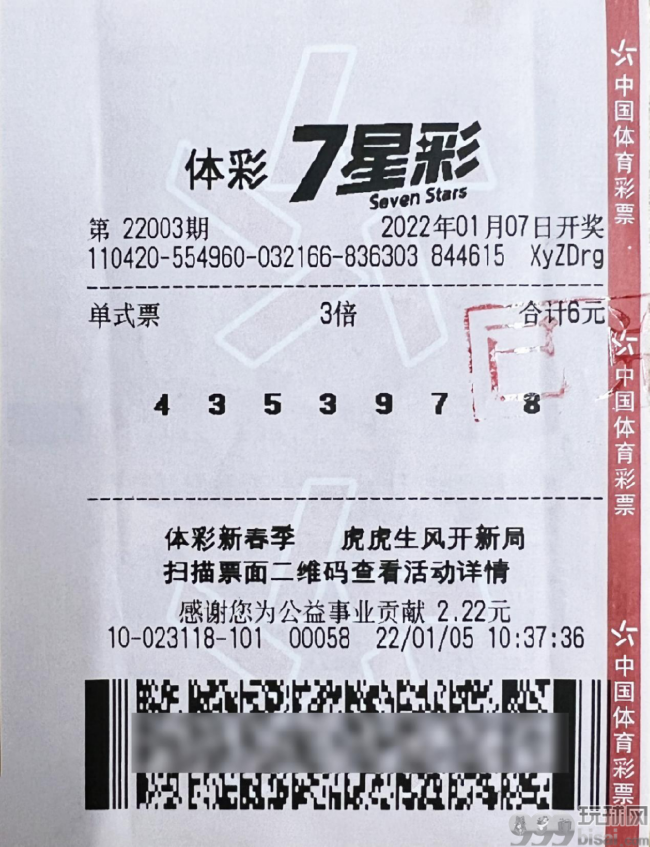 体彩 7星彩
Seven Stars
第 22003期 2022年01月07日开奖
110420-554960-032166-836303 844615 XyZDrg
单式票 3倍 合计6元
4 3 5 3 9 7 8
体彩新春季 虎虎生风开新局
扫描票面二维码查看活动详情
感谢您为公益事业贡献 2.22元
10-023118-101 00058 22/01/05 10:37:36
中国体育彩票
中国体育彩票
中国体育彩票
玩球网